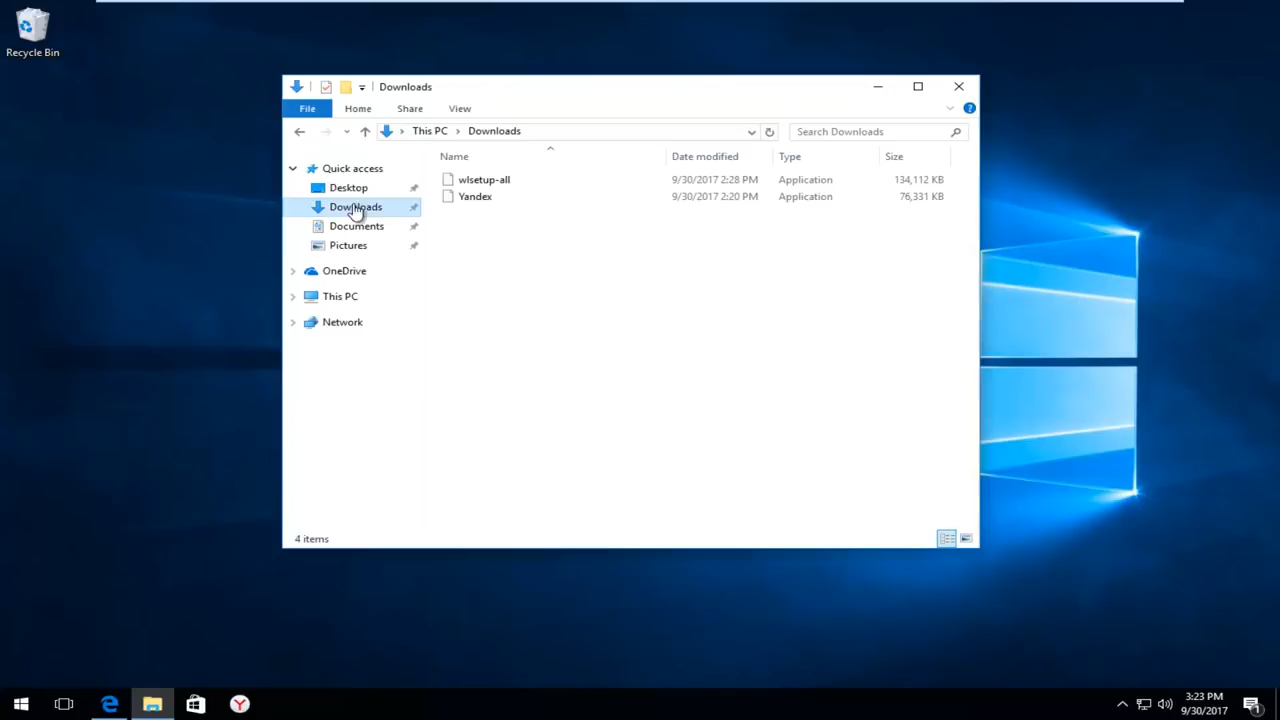 Recycle Bin
Downloads
File Home Share View
This PC Downloads Search Downloads
Name Date modified Type Size
Quick access
Desktop
Downloads
Documents
Pictures
OneDrive
This PC
Network
wlsetup-all 9/30/2017 2:28 PM Application 134,112 KB
Yandex 9/30/2017 2:20 PM Application 76,331 KB
4 items
3:23 PM
9/30/2017
1